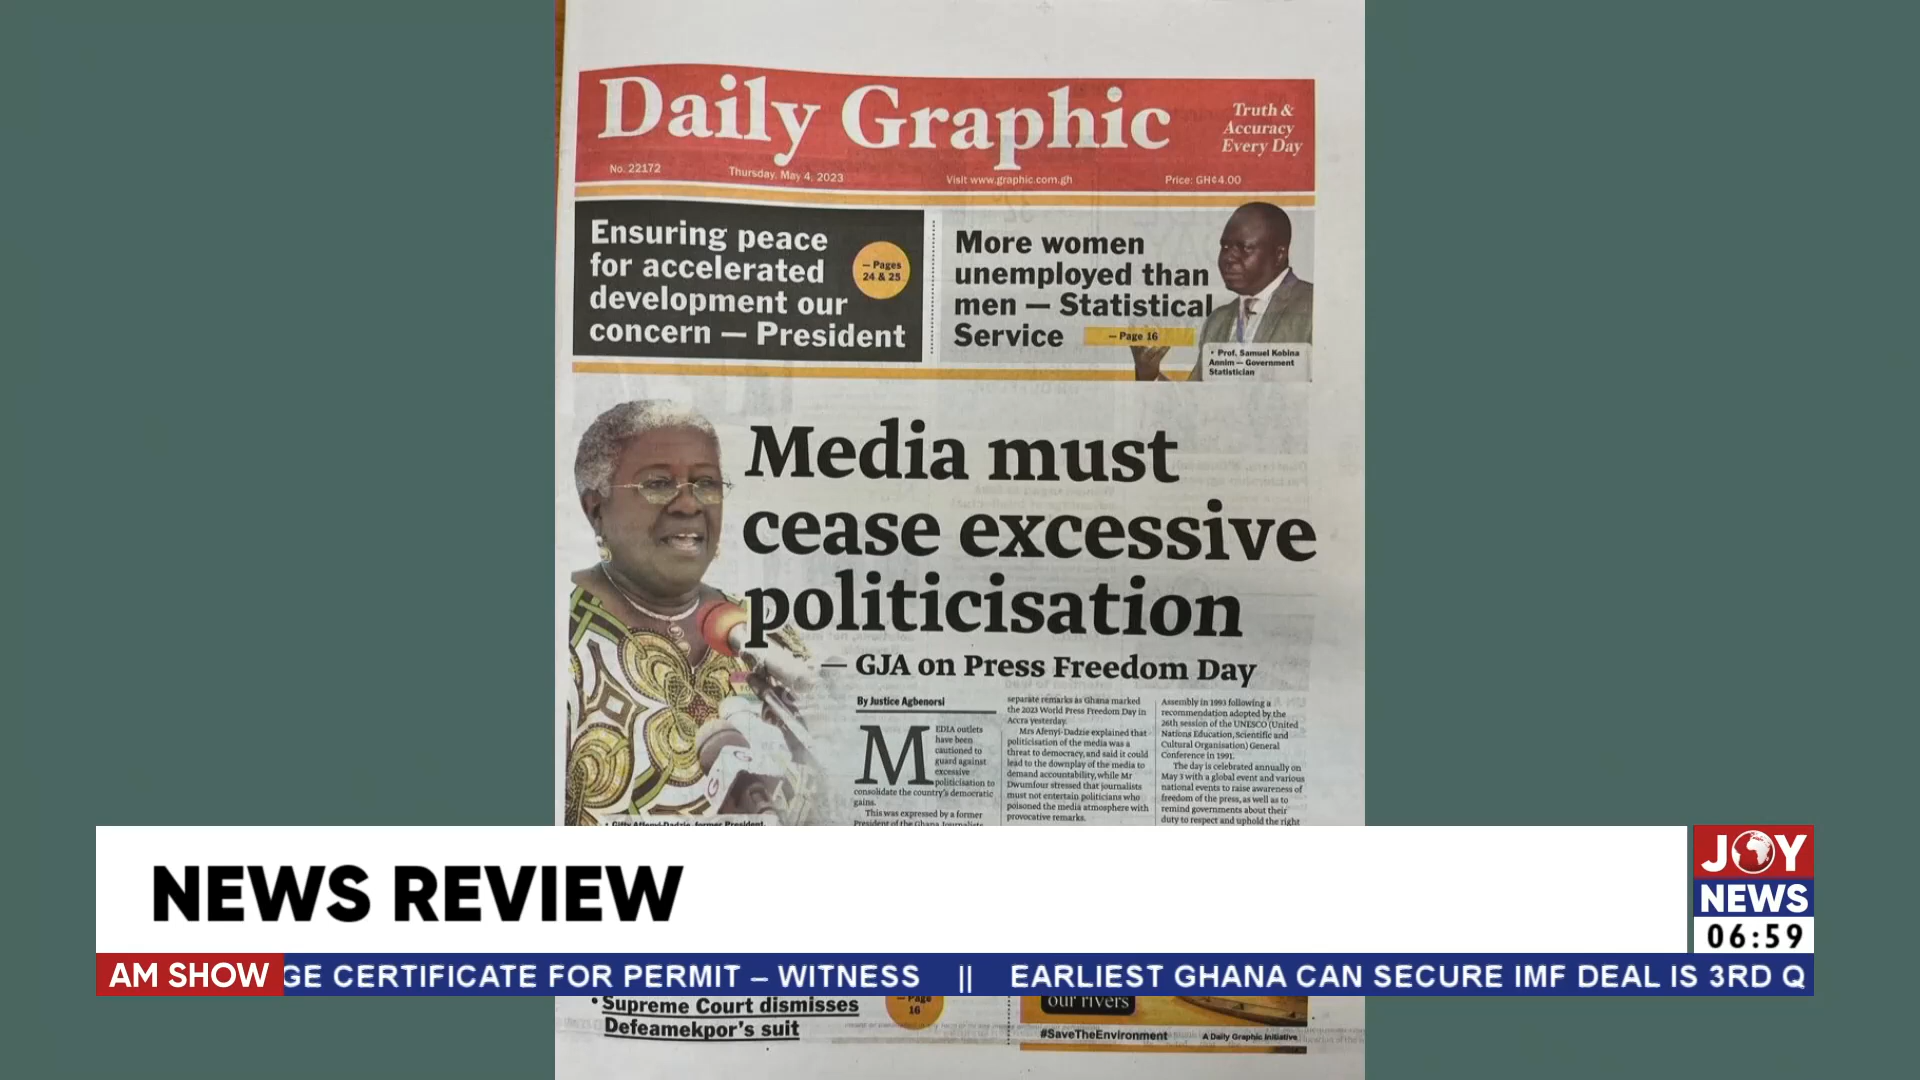 Daily Graphic
Truth &
Accuracy
Every Day
No. 22172
Thursday, May 4, 2023
Visit www.graphic.com.gh
Price: GH¢4.00
Ensuring peace
for accelerated
development our
concern — President
— Pages
24 & 25
More women
unemployed than
men — Statistical
Service
— Page 16
• Prof. Samuel Kobina
Annim — Government
Statistician
Media must
cease excessive
politicisation
— GJA on Press Freedom Day
By Justice Agbenorsi
MEDIA outlets
have been
cautioned to
guard against
excessive
politicisation to
consolidate the country's democratic
gains.
This was expressed by a former
President of the Ghana Journalists
separate remarks as Ghana marked
the 2023 World Press Freedom Day in
Accra yesterday.
Mrs Afenyi-Dadzie explained that
politicisation of the media was a
threat to democracy, and said it could
lead to the downplay of the media to
demand accountability, while Mr
Dwumfour stressed that journalists
must not entertain politicians who
poisoned the media atmosphere with
provocative remarks.
Assembly in 1993 following a
recommendation adopted by the
26th session of the UNESCO (United
Nations Education, Scientific and
Cultural Organisation) General
Conference in 1991.
The day is celebrated annually on
May 3 with a global event and various
national events to raise awareness of
freedom of the press, as well as to
remind governments about their
duty to respect and uphold the right
NEWS REVIEW
JOY
NEWS
06:59
AM SHOW
GE CERTIFICATE FOR PERMIT – WITNESS || EARLIEST GHANA CAN SECURE IMF DEAL IS 3RD Q
• Supreme Court dismisses
Defeamekpor's suit
— Page
16
our rivers
#SaveTheEnvironment
A Daily Graphic Initiative